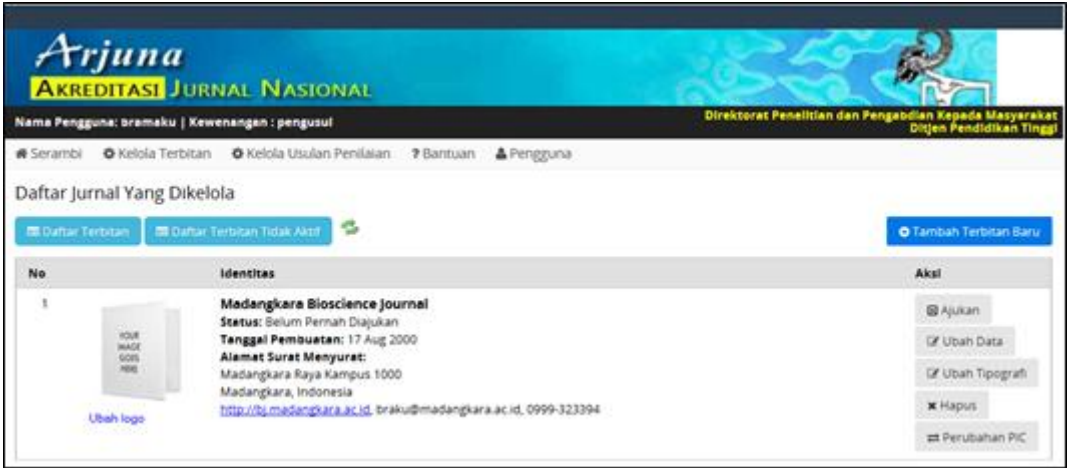 Arjuna
AKREDITASI JURNAL NASIONAL
Nama Pengguna: bramaku | Kewenangan : pengusul
Direktorat Penelitian dan Pengabdian Kepada Masyarakat
Ditjen Pendidikan Tinggi
Serambi Kelola Terbitan Kelola Usulan Penilaian ? Bantuan Pengguna
Daftar Jurnal Yang Dikelola
Daftar Terbitan Daftar Terbitan Tidak Aktif Tambah Terbitan Baru
No Identitas Aksi
1
YOUR
IMAGE
GOES
HERE
Ubah logo
Madangkara Bioscience Journal
Status: Belum Pernah Diajukan
Tanggal Pembuatan: 17 Aug 2000
Alamat Surat Menyurat:
Madangkara Raya Kampus 1000
Madangkara, Indonesia
http://bj.madangkara.ac.id, braku@madangkara.ac.id, 0999-323394
Ajukan
Ubah Data
Ubah Tipografi
Hapus
Perubahan PIC